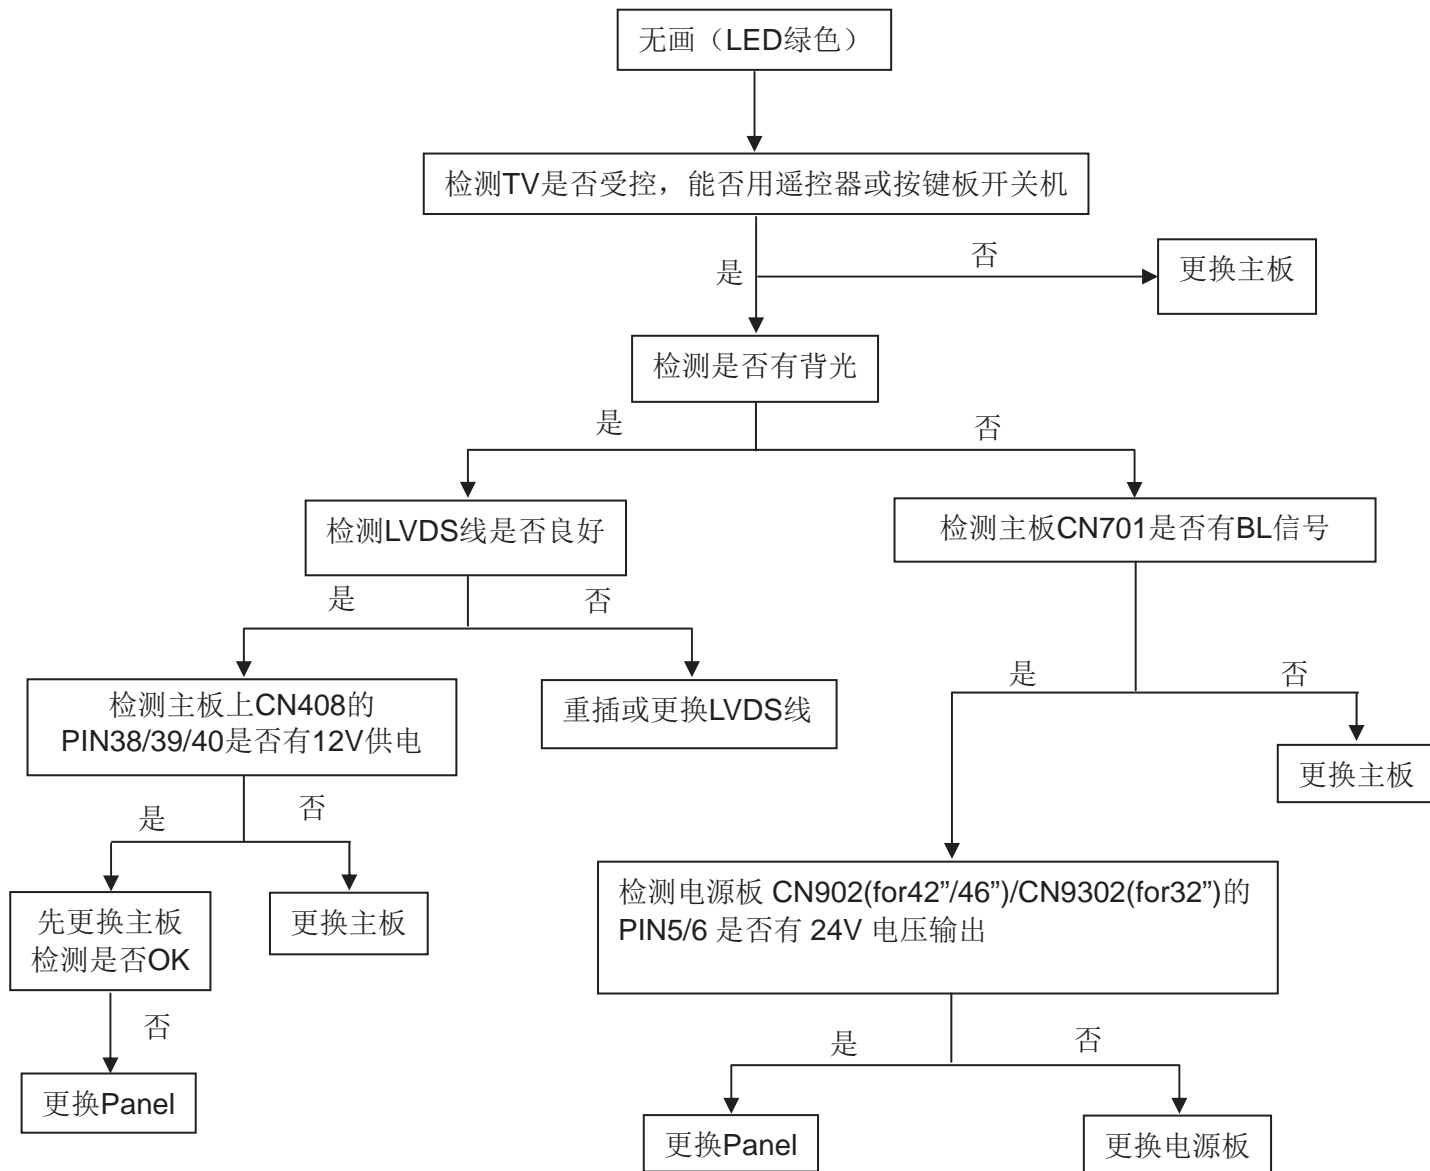 无画（LED绿色）
检测TV是否受控，能否用遥控器或按键板开关机
是
否
更换主板
检测是否有背光
是
否
检测LVDS线是否良好
检测主板CN701是否有BL信号
是
否
是
否
检测主板上CN408的
PIN38/39/40是否有12V供电
重插或更换LVDS线
更换主板
是
否
先更换主板
检测是否OK
更换主板
检测电源板 CN902(for42”/46”)/CN9302(for32”)的
PIN5/6 是否有 24V 电压输出
否
是
否
更换Panel
更换Panel
更换电源板